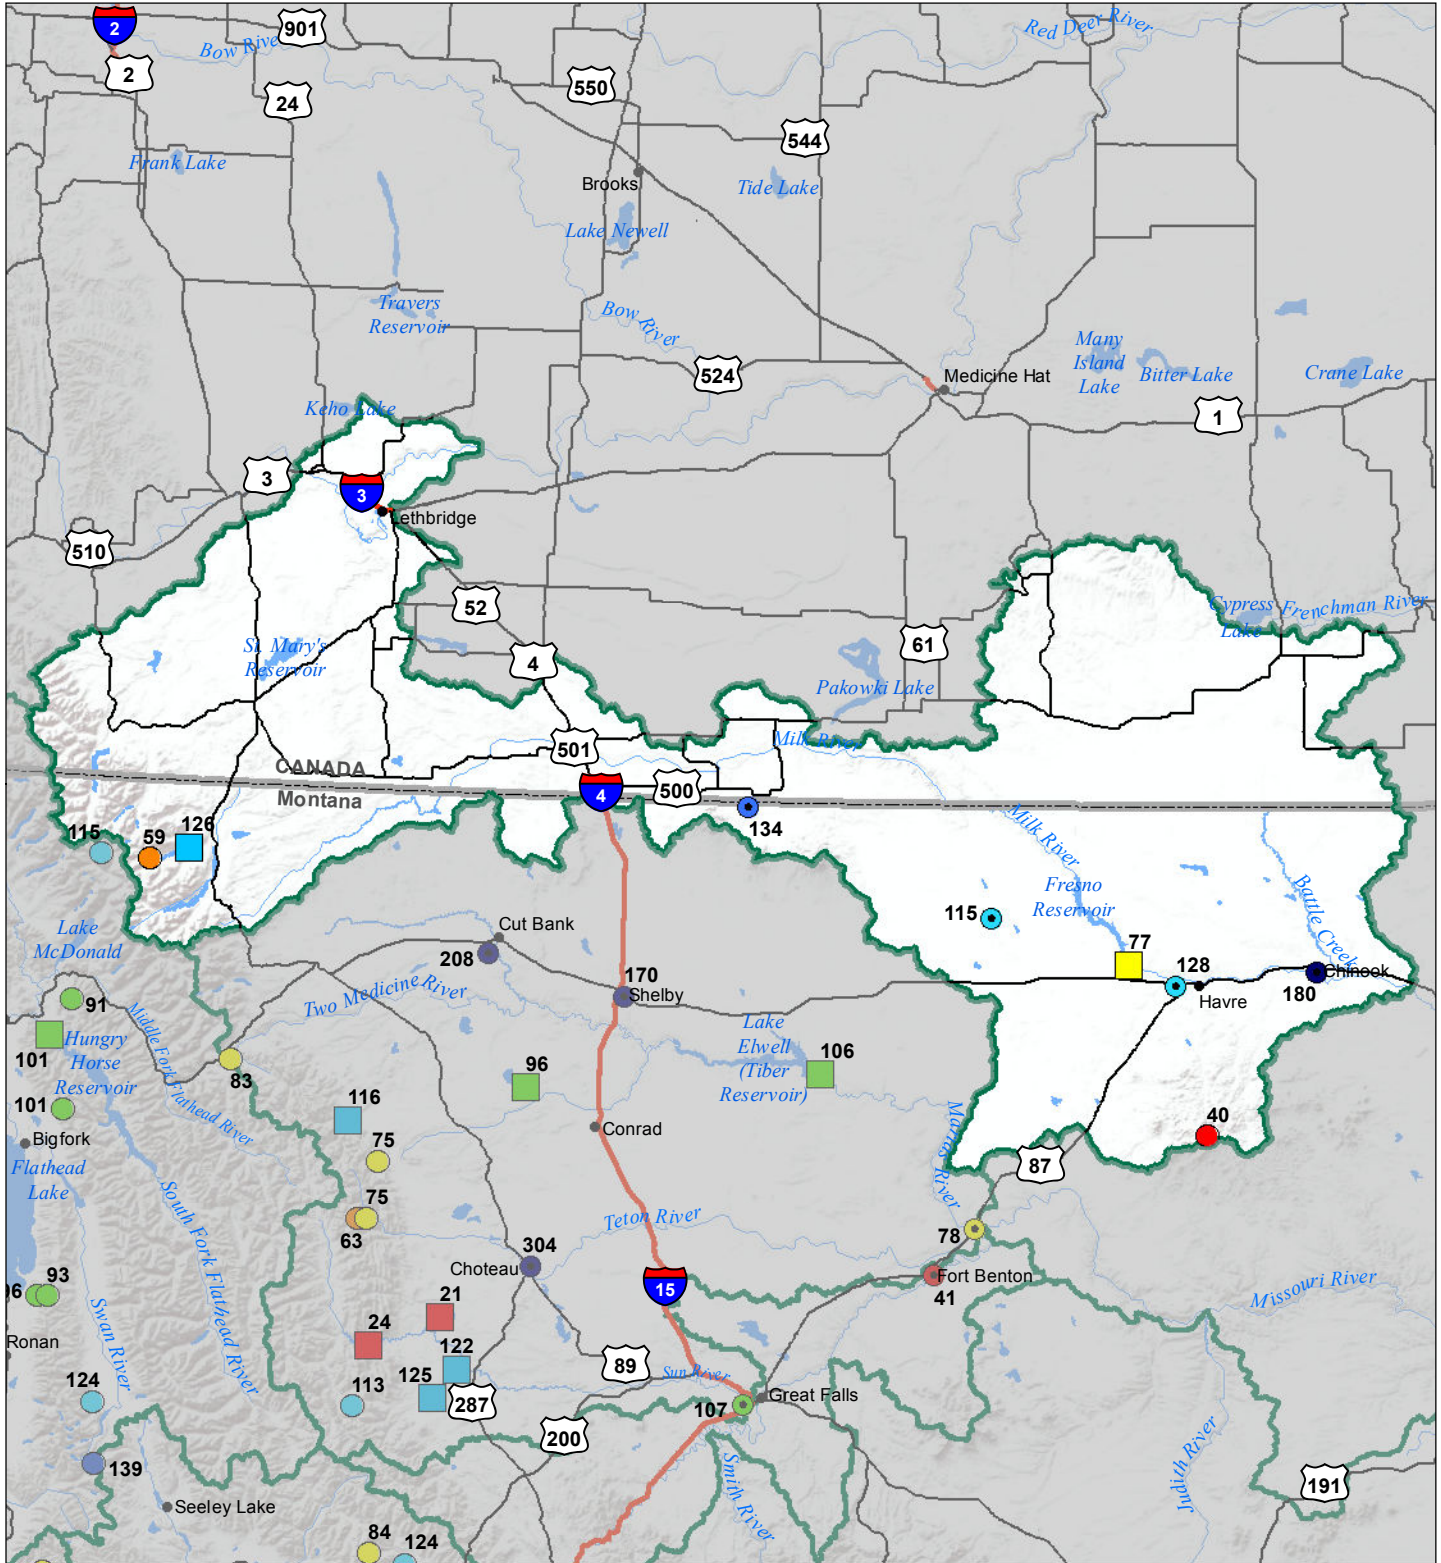 2
901
Bow Rive
Red Deer River
2
24
550
544
Frank Lake
Brooks
Tide Lake
Lake Newell
Travers
Reservoir
Bow River
524
Medicine Hat
Many
Island
Lake
Bitter Lake
Crane Lake
1
Keho Lake
3
3
Lethbridge
510
52
4
61
Cypress
Lake
Frenchman River
St. Mary's
Reservoir
Pakowki Lake
501
Milk River
CANADA
Montana
4
500
134
115
59
126
Milk River
Fresno
Reservoir
Battle Creek
115
Lake
McDonald
Cut Bank
208
77
128
Havre
Chinook
180
170
Shelby
Two Medicine River
91
101
Hungry
Horse
Reservoir
Middle Fork Flathead River
83
96
Lake
Elwell
(Tiber
Reservoir)
106
101
116
75
Conrad
Marias River
40
87
Bigfork
Flathead
Lake
South Fork Flathead River
75
63
Teton River
78
304
Choteau
15
Fort Benton
41
Missouri River
96
93
Swan River
21
24
122
125
89
Sun River
Ronan
124
113
287
107
Great Falls
200
Judith River
139
Smith River
191
Seeley Lake
84
124